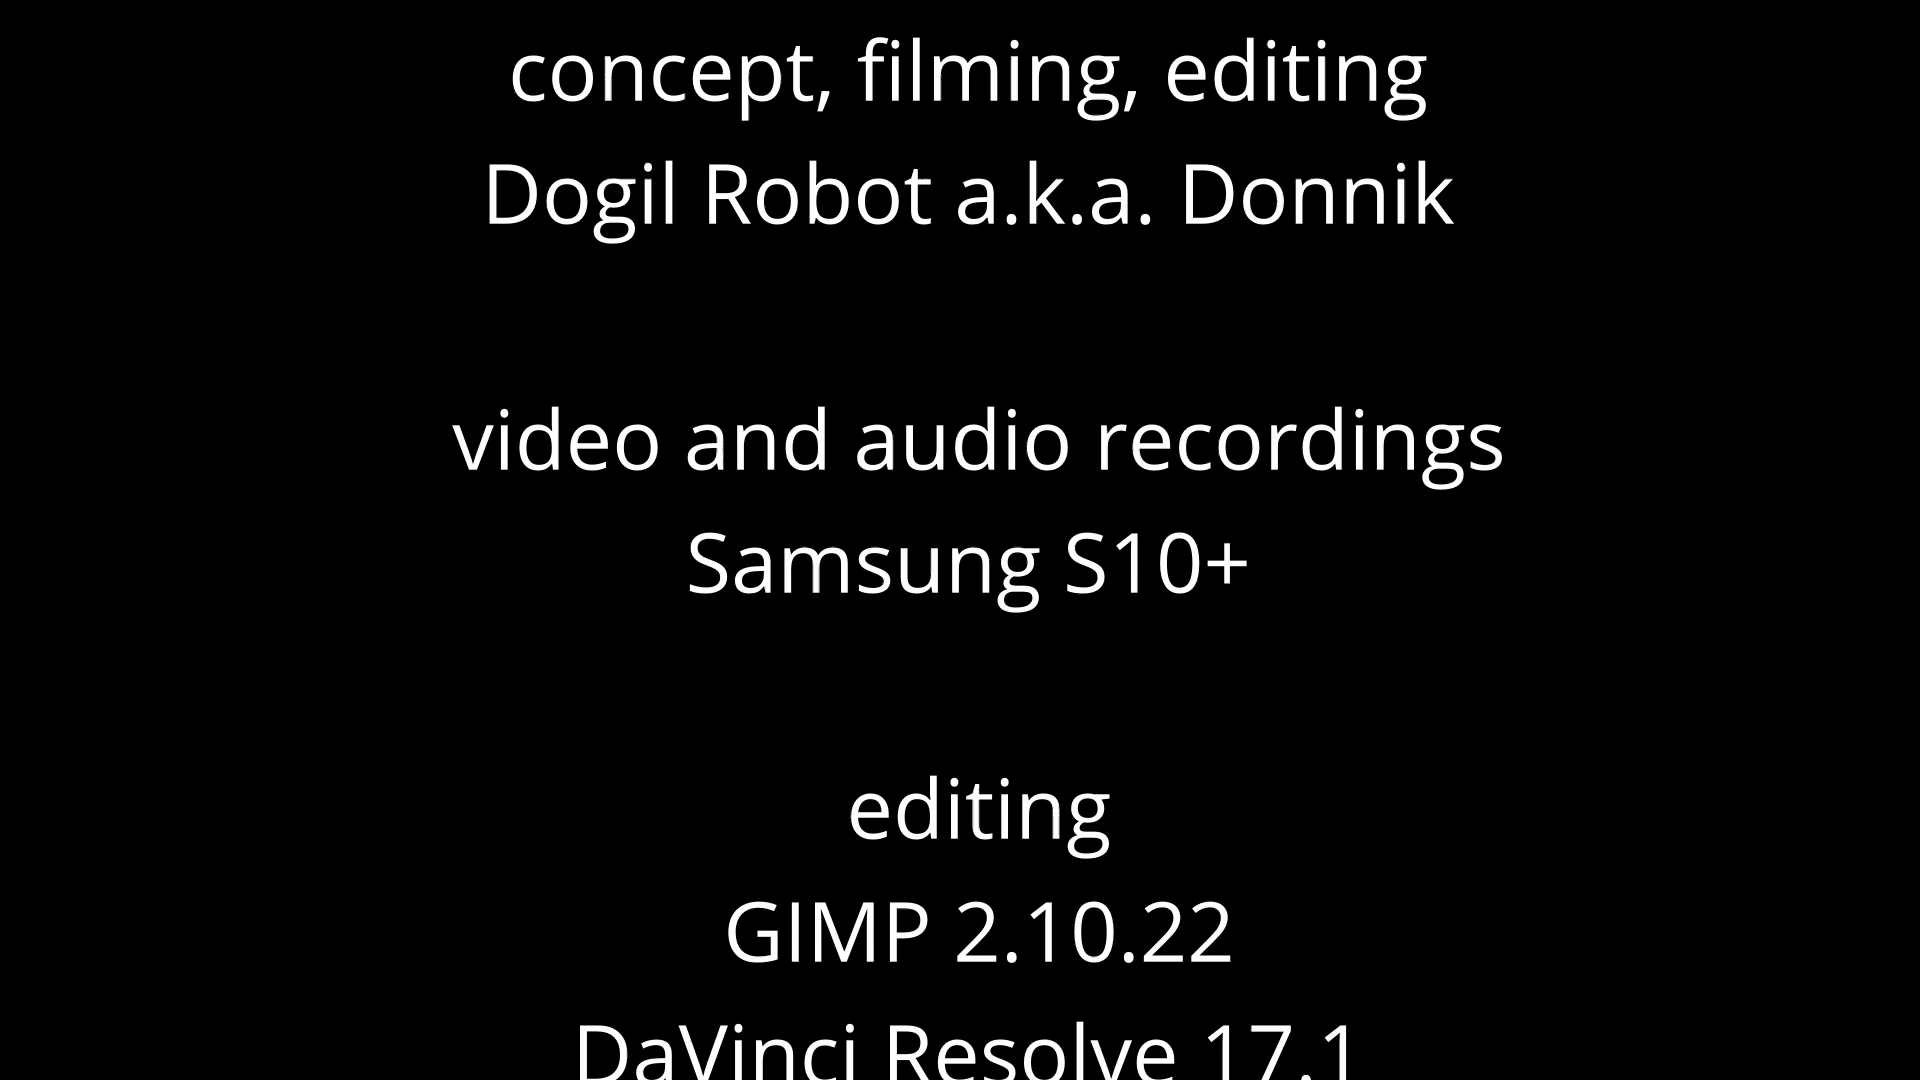 concept, filming, editing
Dogil Robot a.k.a. Donnik
video and audio recordings
Samsung S10+
editing
GIMP 2.10.22
DaVinci Resolve 17.1